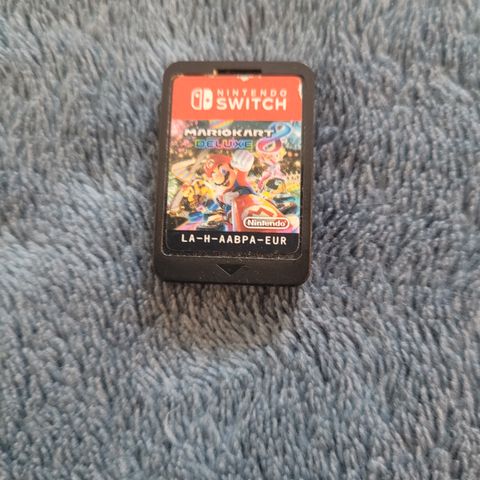 NINTENDO
SWITCH
MARIOKART 8
DELUXE
Nintendo
LA-H-AABPA-EUR